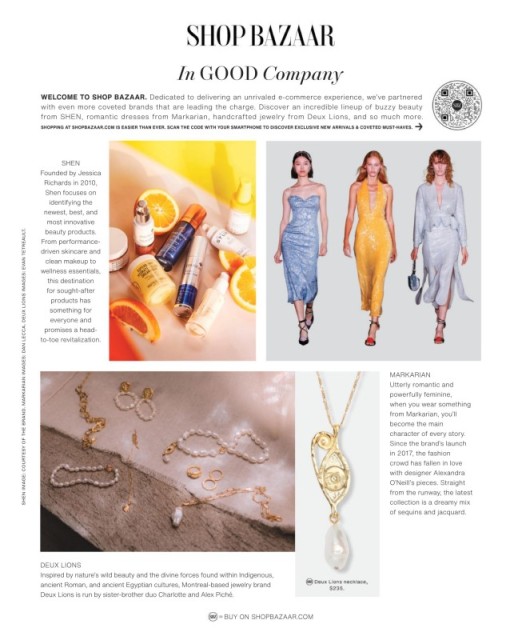 SHOP BAZAAR
In GOOD Company
WELCOME TO SHOP BAZAAR. Dedicated to delivering an unrivaled e-commerce experience, we've partnered
with even more coveted brands that are leading the charge. Discover an incredible lineup of buzzy beauty
from SHEN, romantic dresses from Markarian, handcrafted jewelry from Deux Lions, and so much more.
SHOPPING AT SHOPBAZAAR.COM IS EASIER THAN EVER. SCAN THE CODE WITH YOUR SMARTPHONE TO DISCOVER EXCLUSIVE NEW ARRIVALS & COVETED MUST-HAVES. →
SHEN
Founded by Jessica
Richards in 2010,
Shen focuses on
identifying the
newest, best, and
most innovative
beauty products.
From performance-
driven skincare and
clean makeup to
wellness essentials,
this destination
for sought-after
products has
something for
everyone and
promises a head-
to-toe revitalization.
MARKARIAN
Utterly romantic and
powerfully feminine,
when you wear something
from Markarian, you'll
become the main
character of every story.
Since the brand's launch
in 2017, the fashion
crowd has fallen in love
with designer Alexandra
O'Neill's pieces. Straight
from the runway, the latest
collection is a dreamy mix
of sequins and jacquard.
Deux Lions necklace,
$235.
DEUX LIONS
Inspired by nature's wild beauty and the divine forces found within Indigenous,
ancient Roman, and ancient Egyptian cultures, Montreal-based jewelry brand
Deux Lions is run by sister-brother duo Charlotte and Alex Piché.
= BUY ON SHOPBAZAAR.COM
SHEN IMAGE: COURTESY OF THE BRAND; MARKARIAN IMAGES: DAN LECCA; DEUX LIONS IMAGES: EVAN TETREAULT.